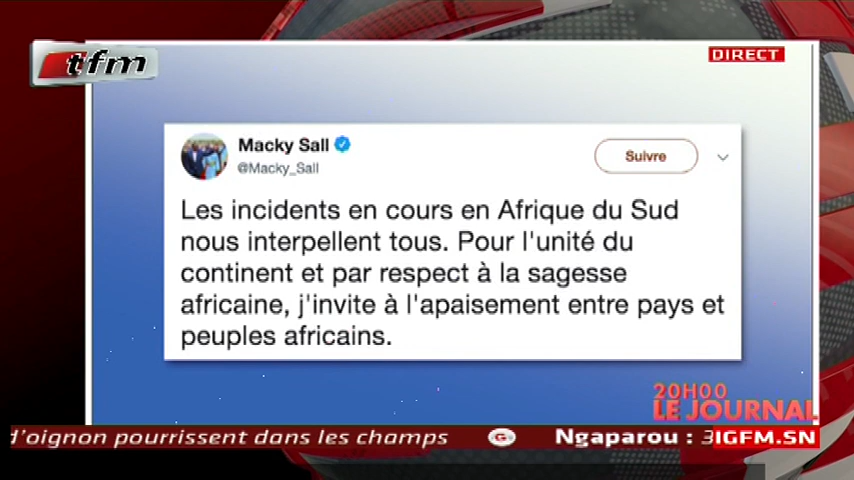 tfm
DIRECT
Macky Sall
@Macky_Sall
Suivre
Les incidents en cours en Afrique du Sud
nous interpellent tous. Pour l'unité du
continent et par respect à la sagesse
africaine, j'invite à l'apaisement entre pays et
peuples africains.
20H00
LE JOURNAL
d'oignon pourrissent dans les champs
G
Ngaparou : 3
IGFM.SN